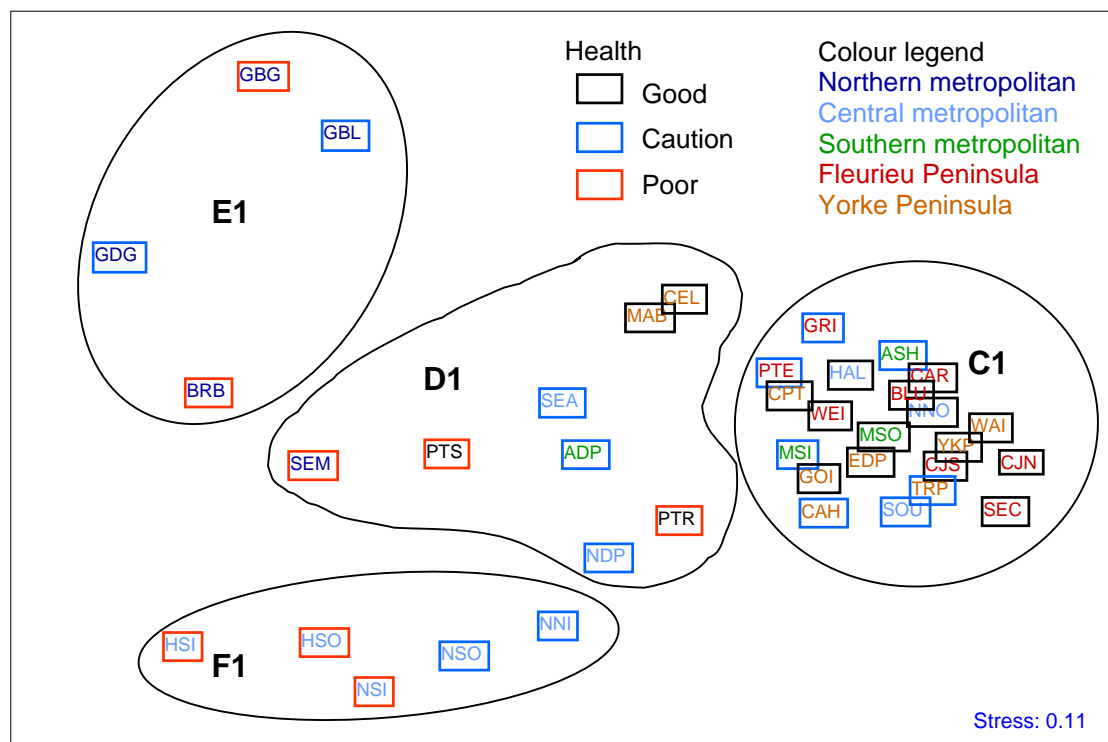 Health
Good
Caution
Poor
Colour legend
Northern metropolitan
Central metropolitan
Southern metropolitan
Fleurieu Peninsula
Yorke Peninsula
GBG
GBL
E1
GDG
BRB
CEL
MAB
D1
SEA
SEM
PTS
ADP
PTR
NDP
GRI
ASH
C1
PTE
HAL
CAR
CPT
BLU
WEI
NNO
WAI
MSO
YKP
MSI
EDP
CJS
CJN
GOI
TRP
CAH
SOU
SEC
NNI
HSI
HSO
F1
NSO
NSI
Stress: 0.11